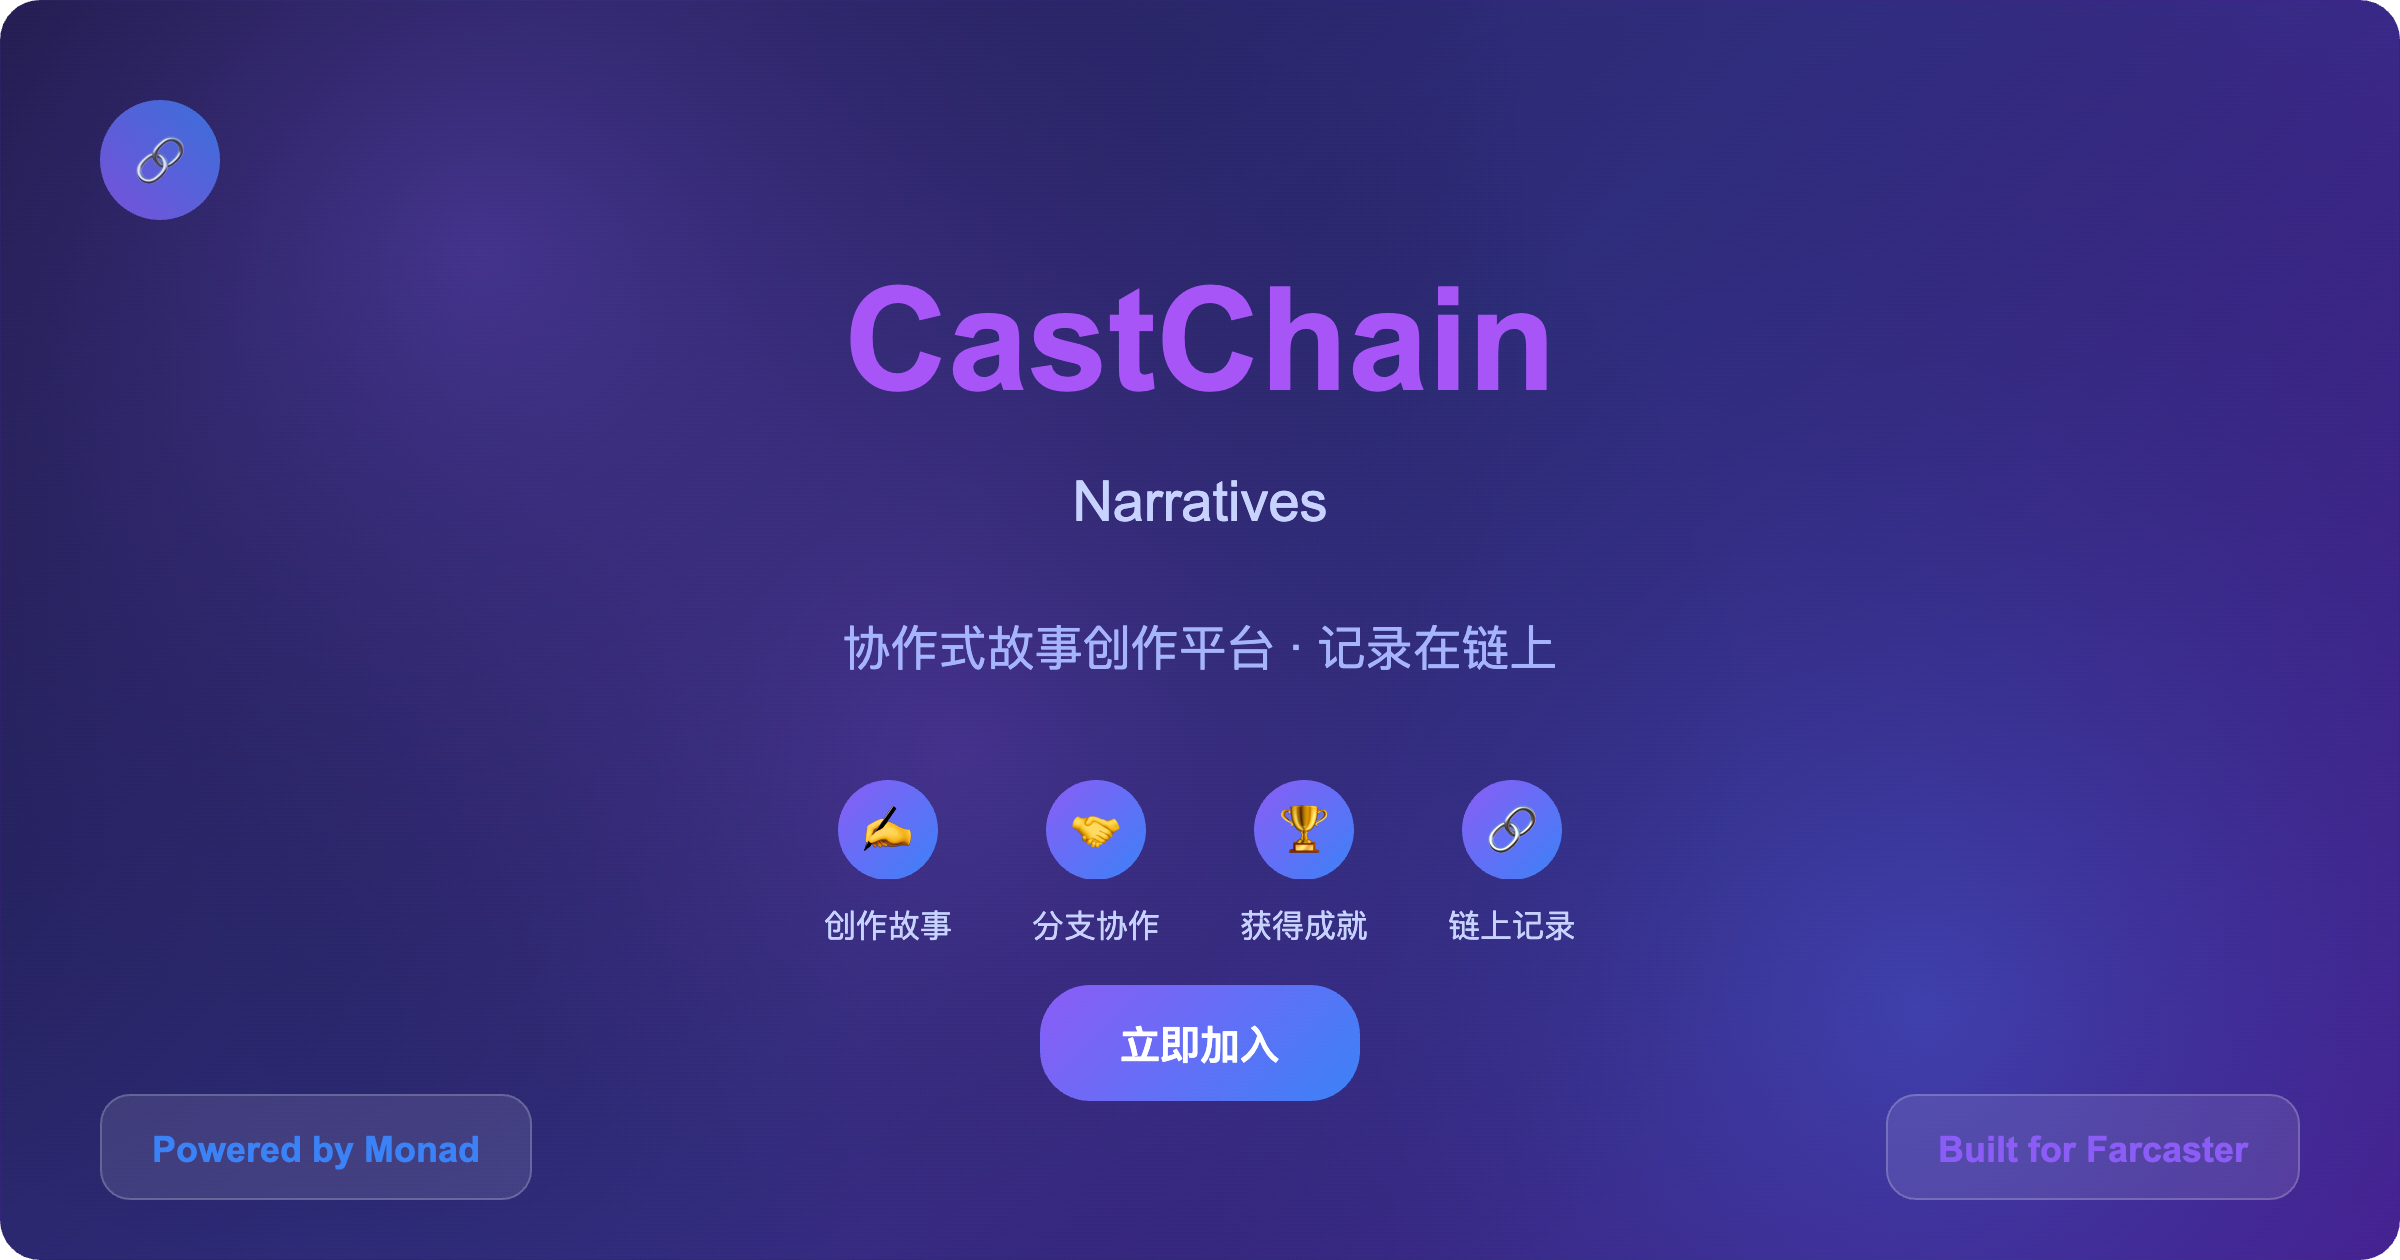 CastChain
Narratives
协作式故事创作平台 · 记录在链上
创作故事
分支协作
获得成就
链上记录
立即加入
Powered by Monad
Built for Farcaster